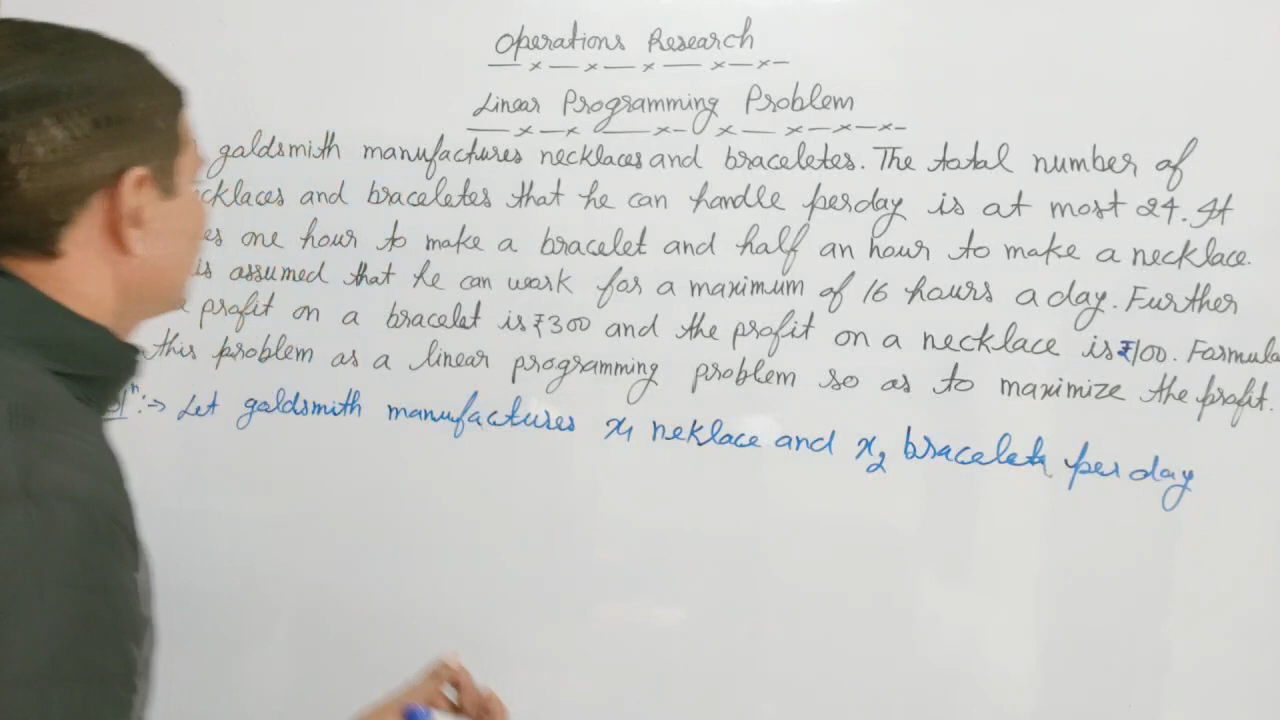 Operations Research
Linear Programming Problem
galdsmith manufactures necklaces and braceletes. The total number of
cklaces and braceletes that he can handle perday is at most 24. It
es one hour to make a bracelet and half an hour to make a necklace.
is assumed that he can work for a maximum of 16 hours a day. Further
profit on a bracelet is ₹300 and the profit on a necklace is ₹100. Formula
this problem as a linear programming problem so as to maximize the profit.
:→ Let goldsmith manufactures x1 neklace and x2 bracelets per day